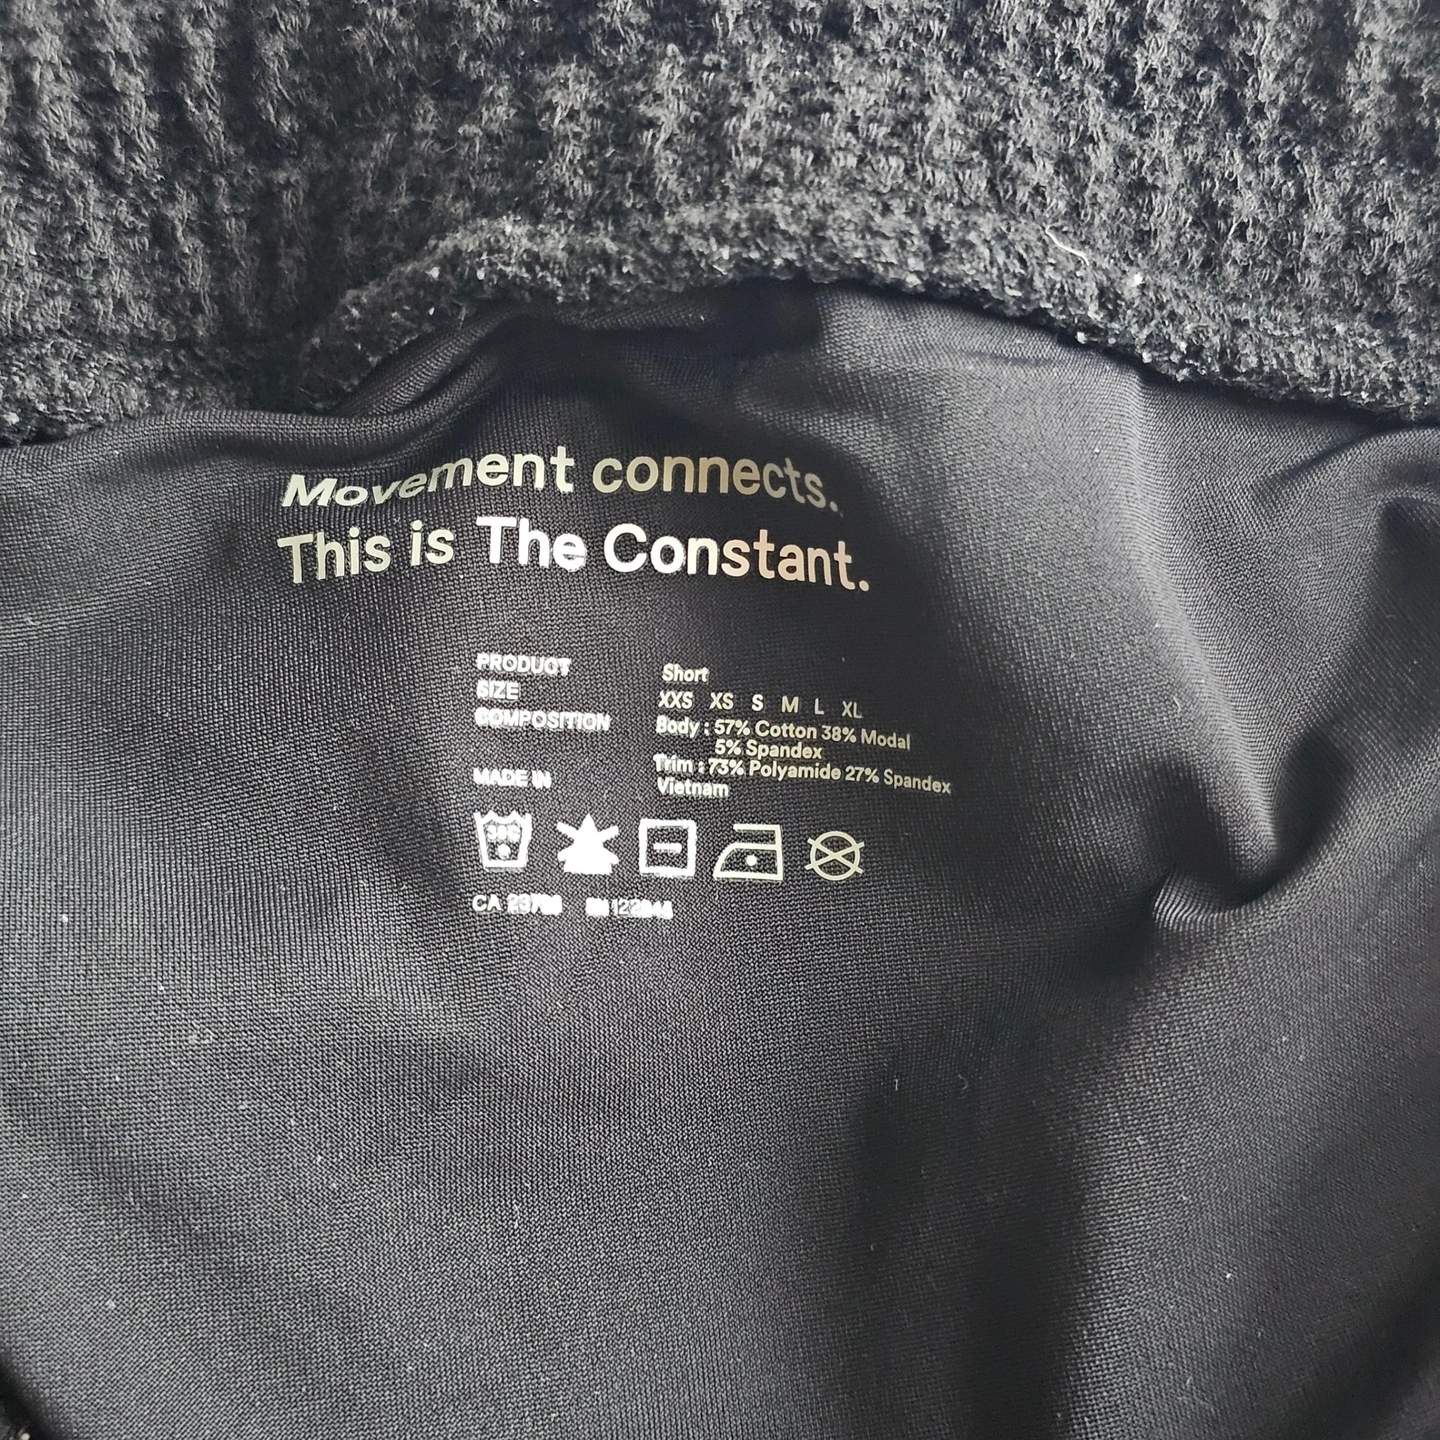 Movement connects.
This is The Constant.
PRODUCT Short
SIZE XXS XS S M L XL
COMPOSITION Body : 57% Cotton 38% Modal
5% Spandex
Trim : 73% Polyamide 27% Spandex
MADE IN Vietnam
CA